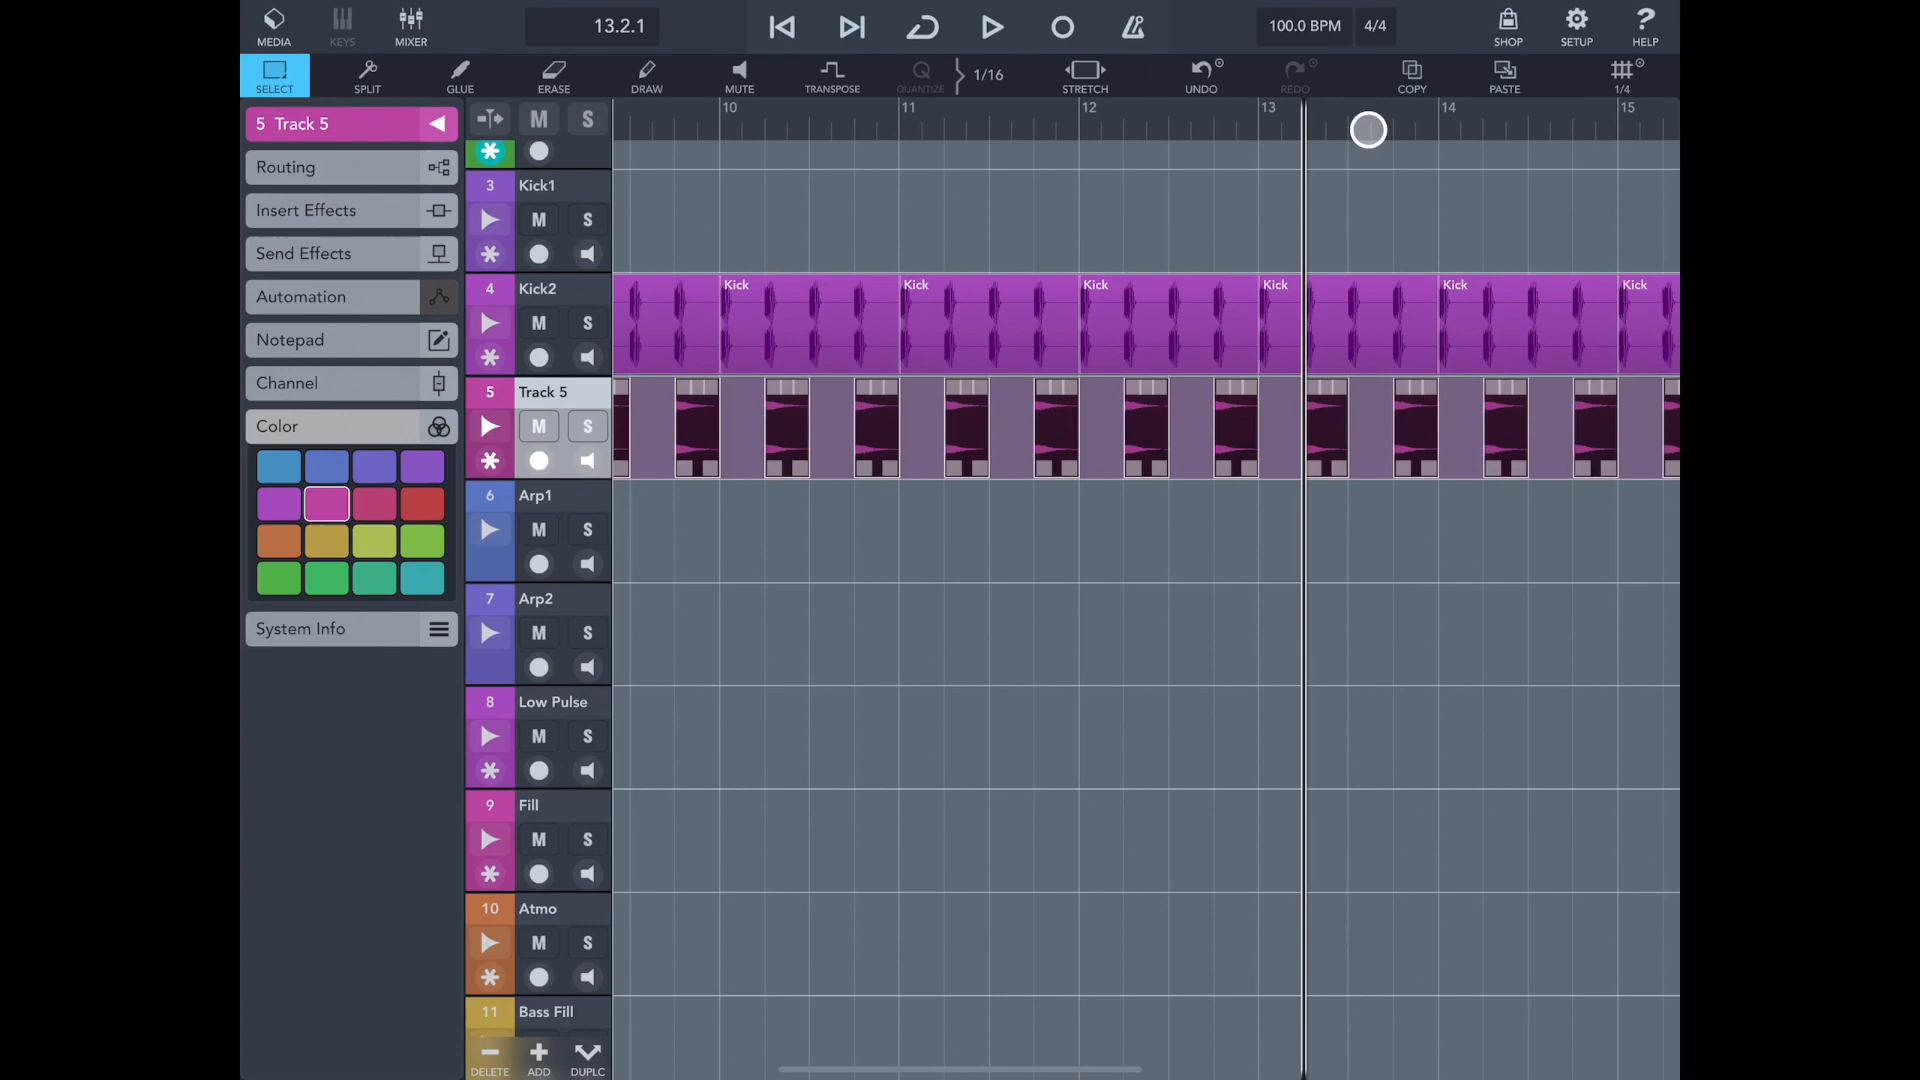 MEDIA KEYS MIXER 13.2.1 100.0 BPM 4/4 SHOP SETUP HELP
SELECT SPLIT GLUE ERASE DRAW MUTE TRANSPOSE QUANTIZE 1/16 STRETCH UNDO REDO COPY PASTE 1/4
5 Track 5 M S 10 11 12 13 14 15
Routing
Insert Effects
Send Effects
Automation
Notepad
Channel
Color
System Info
3 Kick1
M S
4 Kick2 Kick Kick Kick Kick Kick Kick
M S
5 Track 5
M S
6 Arp1
M S
7 Arp2
M S
8 Low Pulse
M S
9 Fill
M S
10 Atmo
M S
11 Bass Fill
DELETE ADD DUPLC